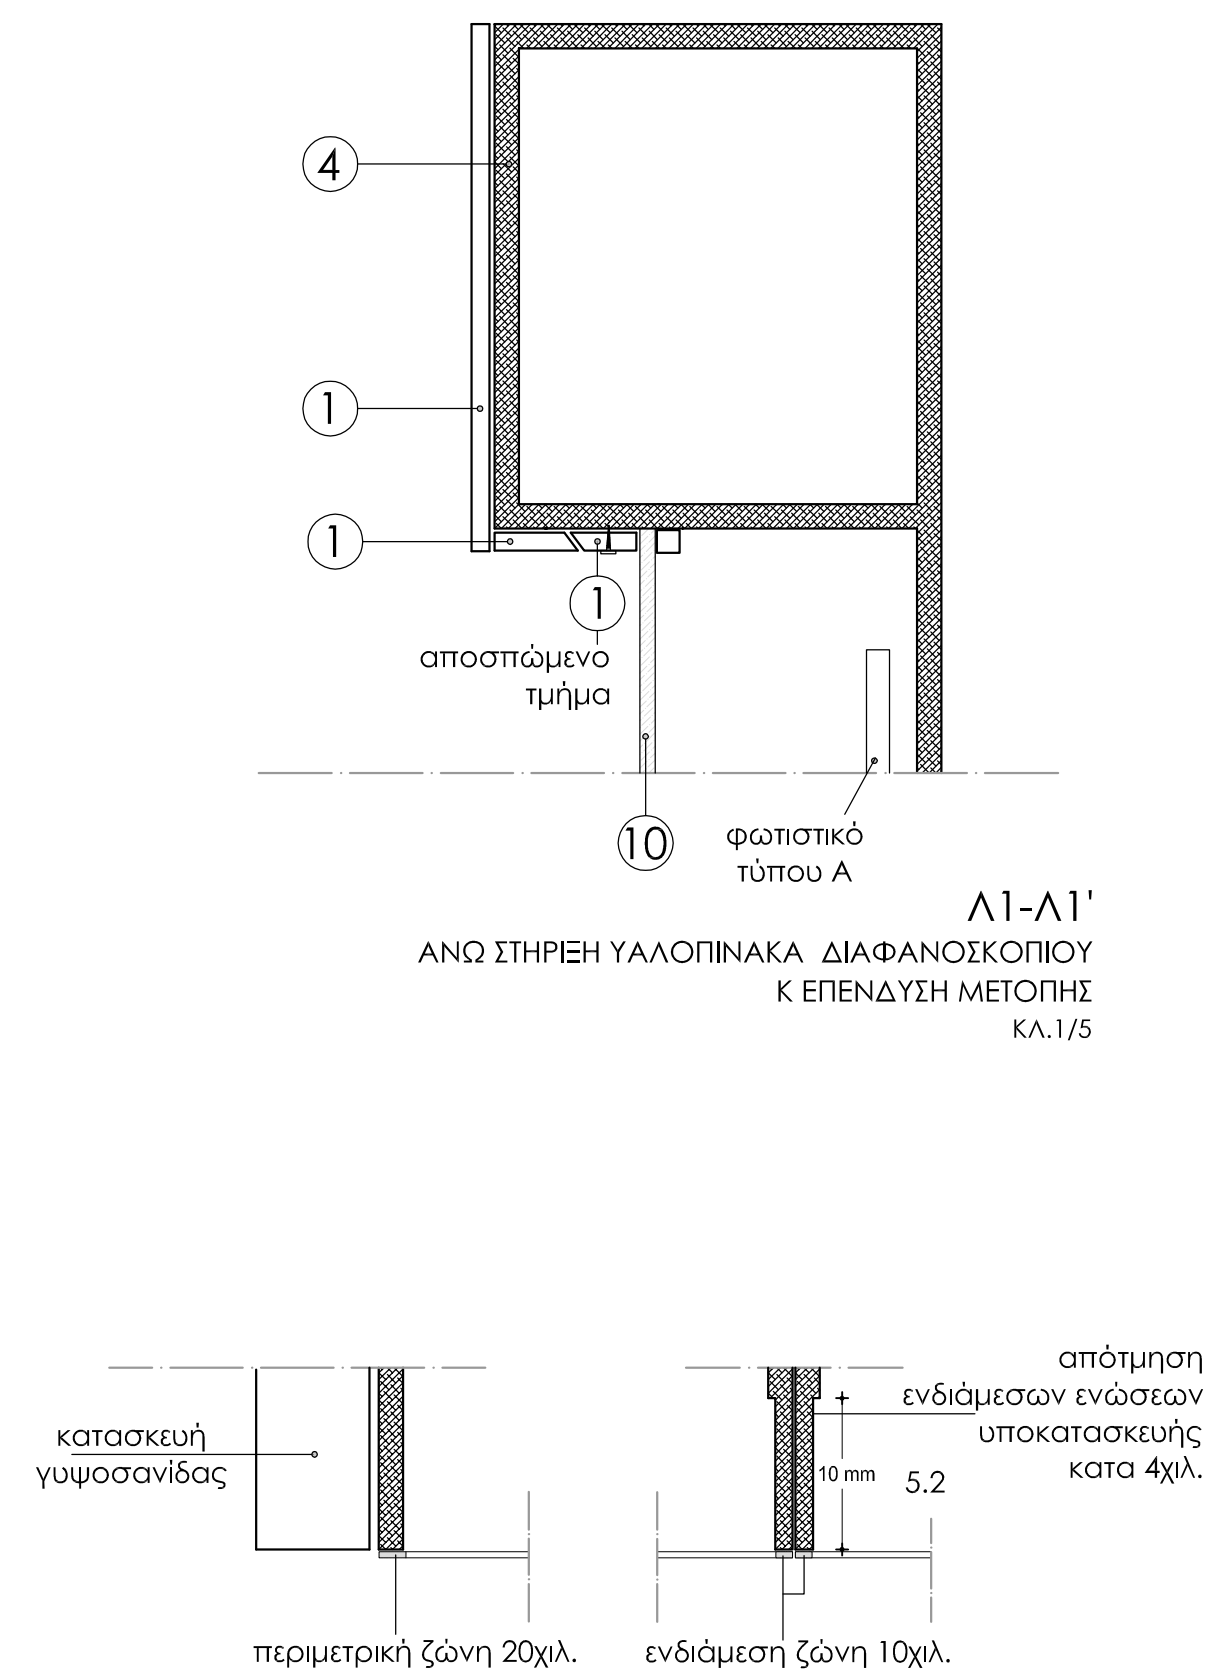 4
1
1
1
αποσπώμενο
τμήμα
10
φωτιστικό
τύπου Α
Λ1-Λ1'
ΑΝΩ ΣΤΗΡΙΞΗ ΥΑΛΟΠΙΝΑΚΑ ΔΙΑΦΑΝΟΣΚΟΠΙΟΥ
Κ ΕΠΕΝΔΥΣΗ ΜΕΤΟΠΗΣ
ΚΛ.1/5
κατασκευή
γυψοσανίδας
απότμηση
ενδιάμεσων ενώσεων
υποκατασκευής
κατα 4χιλ.
10 mm
5.2
περιμετρική ζώνη 20χιλ.
ενδιάμεση ζώνη 10χιλ.